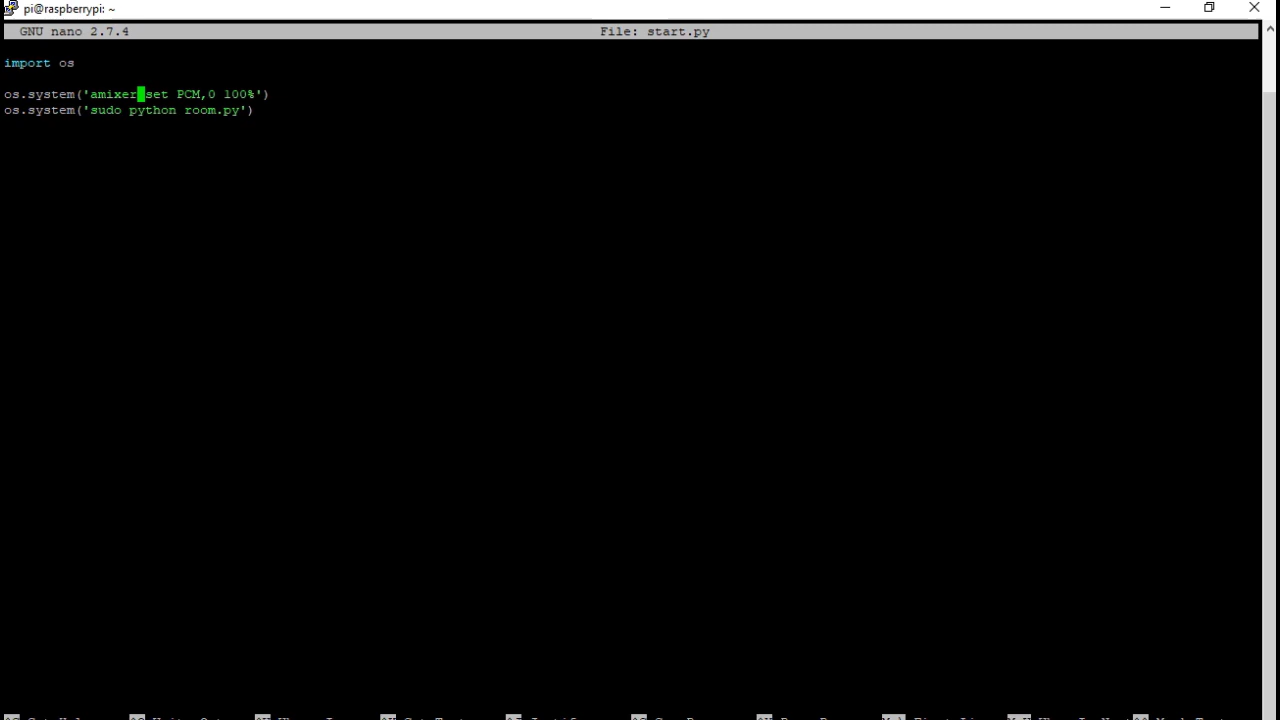 pi@raspberrypi: ~
GNU nano 2.7.4 File: start.py
import os
os.system('amixer set PCM,0 100%')
os.system('sudo python room.py')